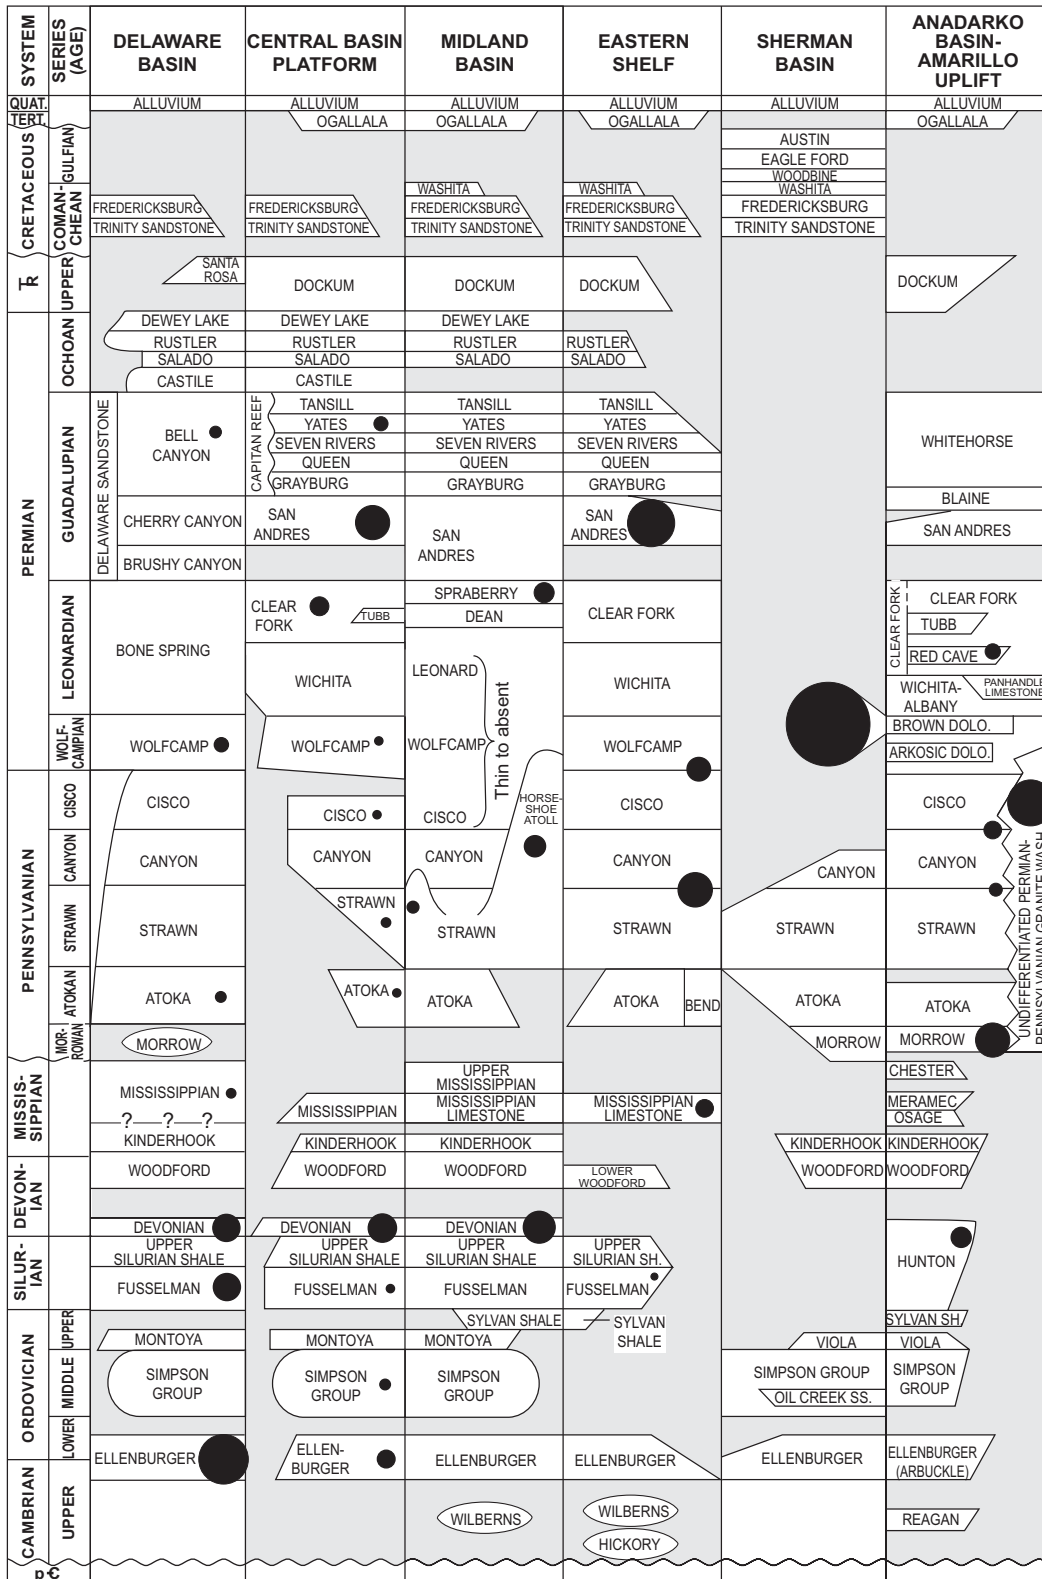 SYSTEM
SERIES
(AGE)
DELAWARE
BASIN
CENTRAL BASIN
PLATFORM
MIDLAND
BASIN
EASTERN
SHELF
SHERMAN
BASIN
ANADARKO
BASIN-
AMARILLO
UPLIFT
QUAT.
ALLUVIUM
ALLUVIUM
ALLUVIUM
ALLUVIUM
ALLUVIUM
ALLUVIUM
TERT.
OGALLALA
OGALLALA
OGALLALA
OGALLALA
CRETACEOUS
GULFIAN
AUSTIN
EAGLE FORD
WOODBINE
COMAN-
CHEAN
WASHITA
WASHITA
WASHITA
FREDERICKSBURG
FREDERICKSBURG
FREDERICKSBURG
FREDERICKSBURG
FREDERICKSBURG
TRINITY SANDSTONE
TRINITY SANDSTONE
TRINITY SANDSTONE
TRINITY SANDSTONE
TRINITY SANDSTONE
TR
UPPER
SANTA
ROSA
DOCKUM
DOCKUM
DOCKUM
DOCKUM
PERMIAN
OCHOAN
DEWEY LAKE
DEWEY LAKE
DEWEY LAKE
RUSTLER
RUSTLER
RUSTLER
RUSTLER
SALADO
SALADO
SALADO
SALADO
CASTILE
CASTILE
GUADALUPIAN
DELAWARE SANDSTONE
BELL
CANYON
CAPITAN REEF
TANSILL
TANSILL
TANSILL
YATES
YATES
YATES
SEVEN RIVERS
SEVEN RIVERS
SEVEN RIVERS
QUEEN
QUEEN
QUEEN
GRAYBURG
GRAYBURG
GRAYBURG
WHITEHORSE
BLAINE
CHERRY CANYON
SAN
ANDRES
SAN
ANDRES
SAN
ANDRES
SAN ANDRES
BRUSHY CANYON
LEONARDIAN
BONE SPRING
CLEAR
FORK
TUBB
SPRABERRY
DEAN
CLEAR FORK
CLEAR FORK
CLEAR FORK
TUBB
RED CAVE
WICHITA
LEONARD
Thin to absent
WICHITA
WICHITA-
ALBANY
PANHANDLE
LIMESTONE
WOLF-
CAMPIAN
WOLFCAMP
WOLFCAMP
WOLFCAMP
WOLFCAMP
BROWN DOLO.
ARKOSIC DOLO.
PENNSYLVANIAN
CISCO
CISCO
CISCO
CISCO
HORSE-
SHOE
ATOLL
CISCO
CISCO
CANYON
CANYON
CANYON
CANYON
CANYON
CANYON
CANYON
UNDIFFERENTIATED PERMIAN-
PENNSYLVANIAN GRANITE WASH
STRAWN
STRAWN
STRAWN
STRAWN
STRAWN
STRAWN
STRAWN
ATOKAN
ATOKA
ATOKA
ATOKA
ATOKA
BEND
ATOKA
ATOKA
MOR-
ROWAN
MORROW
MORROW
MORROW
MISSIS-
SIPPIAN
MISSISSIPPIAN
? ? ?
MISSISSIPPIAN
UPPER
MISSISSIPPIAN
MISSISSIPPIAN
LIMESTONE
MISSISSIPPIAN
LIMESTONE
CHESTER
MERAMEC
OSAGE
KINDERHOOK
KINDERHOOK
KINDERHOOK
KINDERHOOK
KINDERHOOK
DEVON-
IAN
WOODFORD
WOODFORD
WOODFORD
LOWER
WOODFORD
WOODFORD
WOODFORD
DEVONIAN
DEVONIAN
DEVONIAN
SILUR-
IAN
UPPER
SILURIAN SHALE
UPPER
SILURIAN SHALE
UPPER
SILURIAN SHALE
UPPER
SILURIAN SH.
HUNTON
FUSSELMAN
FUSSELMAN
FUSSELMAN
FUSSELMAN
ORDOVICIAN
UPPER
SYLVAN SHALE
SYLVAN
SHALE
SYLVAN SH.
MONTOYA
MONTOYA
MONTOYA
VIOLA
VIOLA
MIDDLE
SIMPSON
GROUP
SIMPSON
GROUP
SIMPSON
GROUP
SIMPSON GROUP
OIL CREEK SS.
SIMPSON
GROUP
LOWER
ELLENBURGER
ELLEN-
BURGER
ELLENBURGER
ELLENBURGER
ELLENBURGER
ELLENBURGER
(ARBUCKLE)
CAMBRIAN
UPPER
WILBERNS
WILBERNS
HICKORY
REAGAN
p€